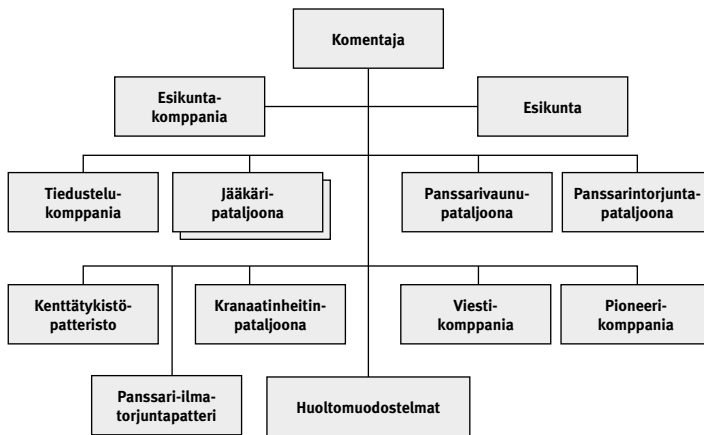 Komentaja
Esikunta-
komppania
Esikunta
Tiedustelu-
komppania
Jääkäri-
pataljoona
Panssarivaunu-
pataljoona
Panssarintorjunta-
pataljoona
Kenttätykistö-
patteristo
Kranaatinheitin-
pataljoona
Viesti-
komppania
Pioneeri-
komppania
Panssari-ilma-
torjuntapatteri
Huoltomuodostelmat